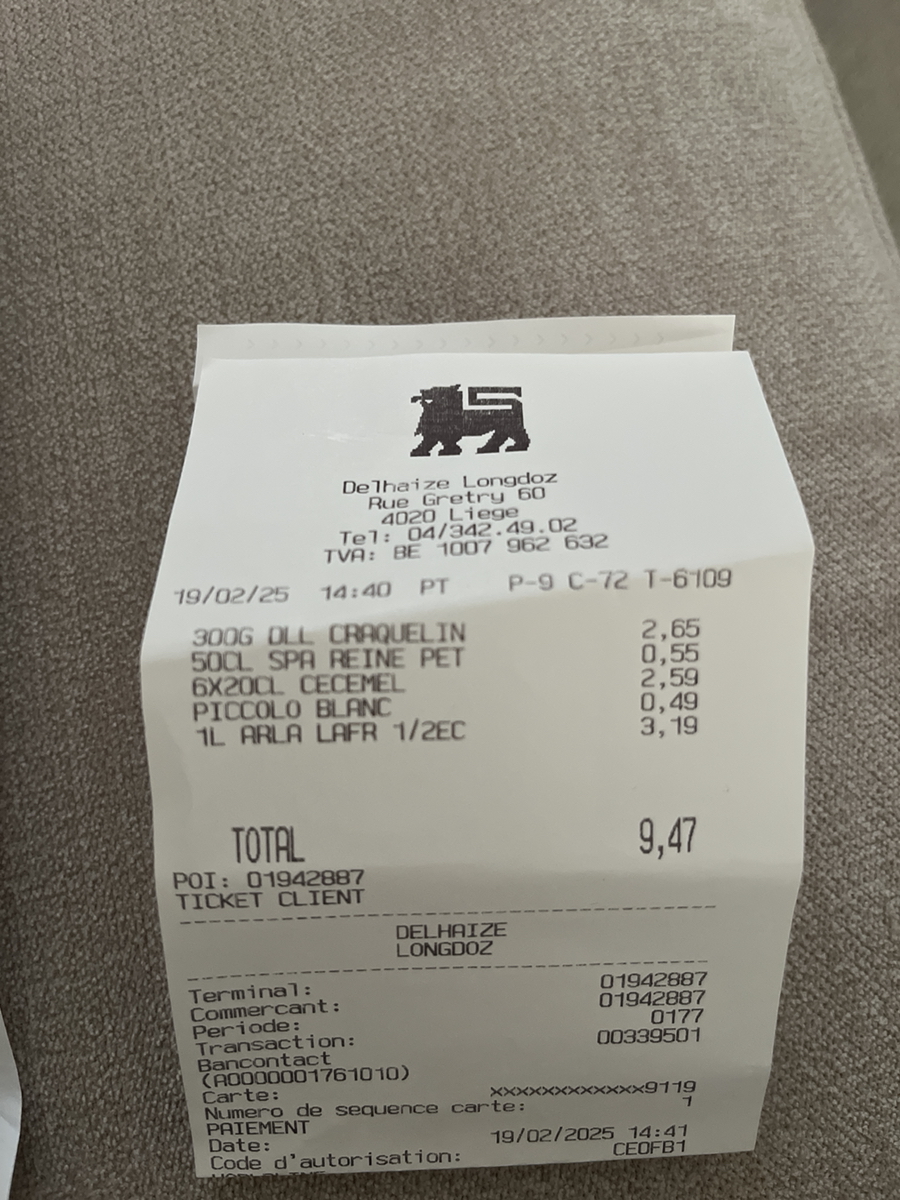 Delhaize Longdoz
Rue Gretry 60
4020 Liege
Tel: 04/342.49.02
TVA: BE 1007 962 632
19/02/25 14:40 PT P-9 C-72 T-6109
300G DLL CRAQUELIN 2,65
50CL SPA REINE PET 0,55
6X20CL CECEMEL 2,59
PICCOLO BLANC 0,49
1L ARLA LAFR 1/2EC 3,19
TOTAL 9,47
POI: 01942887
TICKET CLIENT
DELHAIZE
LONGDOZ
Terminal: 01942887
Commercant: 01942887
Periode: 0177
Transaction: 00339501
Bancontact
(A0000001761010)
Carte: xxxxxxxxxxxxx9119
Numero de sequence carte: 1
PAIEMENT
Date: 19/02/2025 14:41
Code d'autorisation: CE0FB1